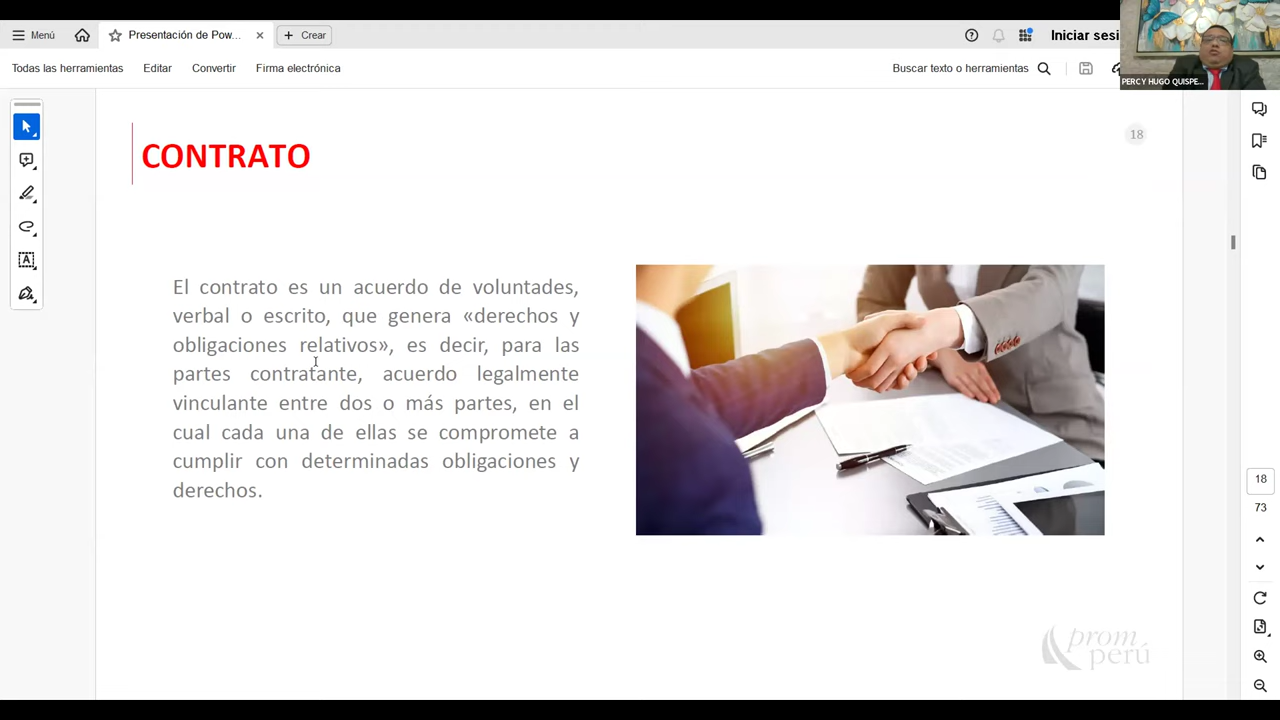 Menú
Presentación de Pow...
Crear
Iniciar sesi
Todas las herramientas
Editar
Convertir
Firma electrónica
Buscar texto o herramientas
PERCY HUGO QUISPE...
CONTRATO
18
El contrato es un acuerdo de voluntades,
verbal o escrito, que genera «derechos y
obligaciones relativos», es decir, para las
partes contratante, acuerdo legalmente
vinculante entre dos o más partes, en el
cual cada una de ellas se compromete a
cumplir con determinadas obligaciones y
derechos.
18
73
prom
perú